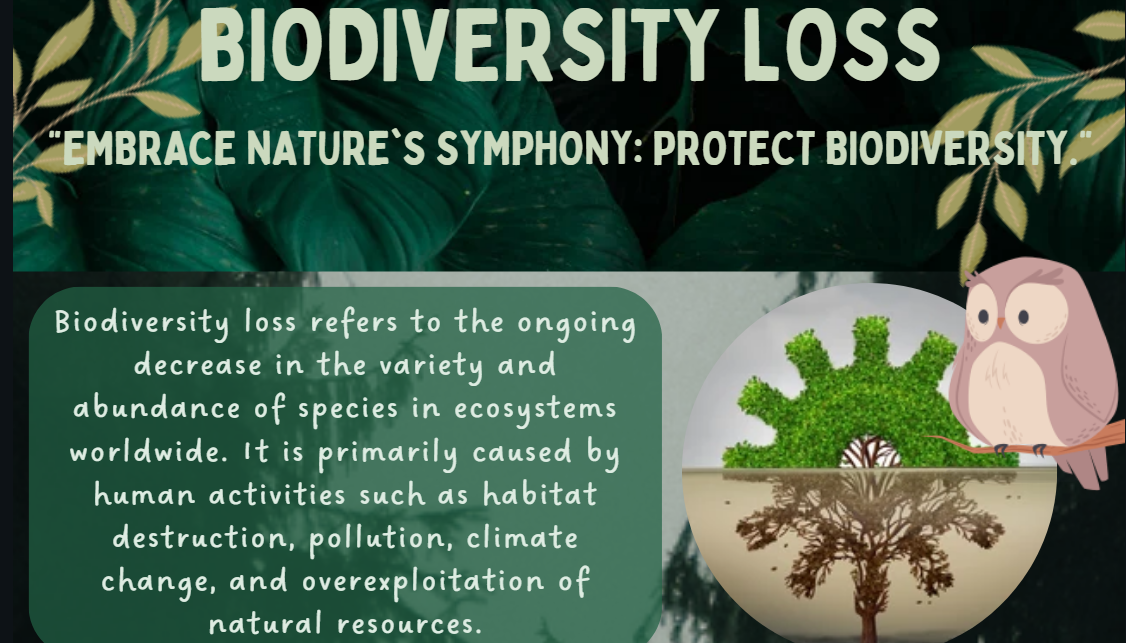 BIODIVERSITY LOSS
"EMBRACE NATURE`S SYMPHONY: PROTECT BIODIVERSITY."
Biodiversity loss refers to the ongoing
decrease in the variety and
abundance of species in ecosystems
worldwide. It is primarily caused by
human activities such as habitat
destruction, pollution, climate
change, and overexploitation of
natural resources.